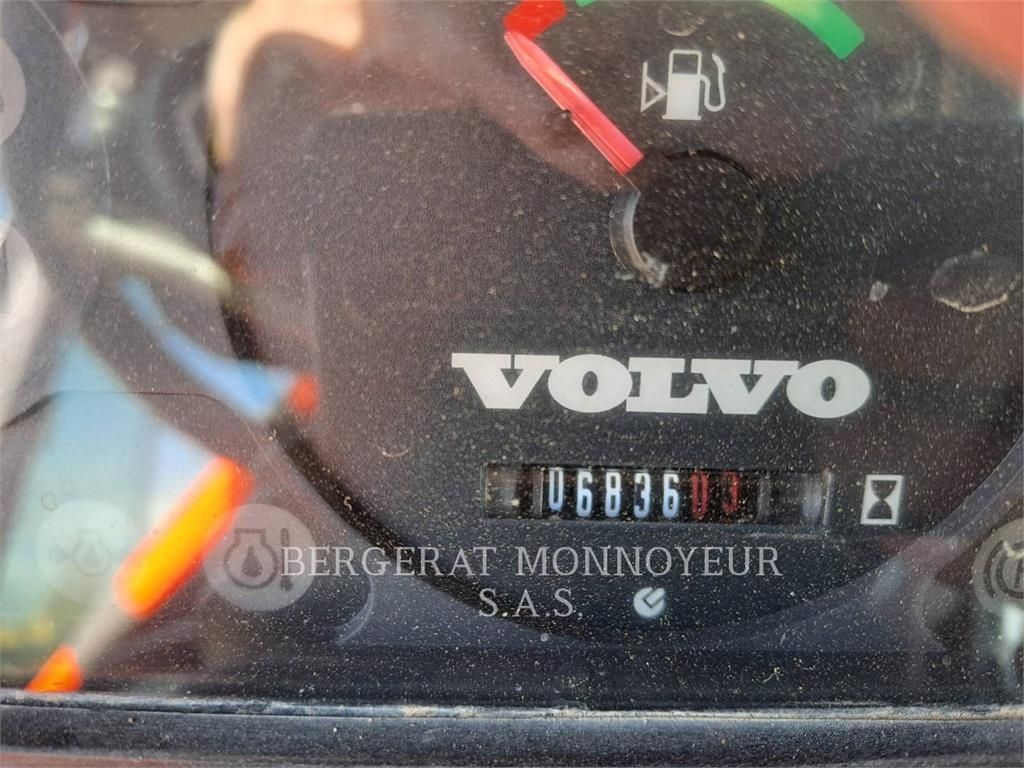 VOLVO
0683603
BERGERAT MONNOYEUR
S.A.S.